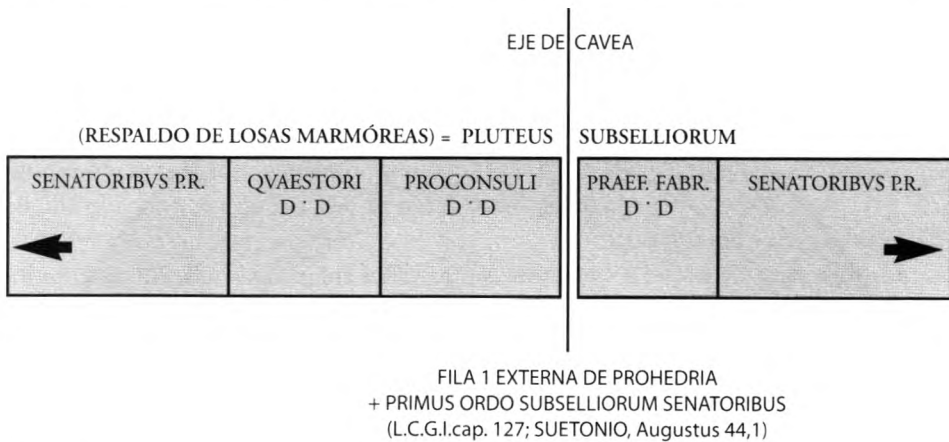 EJE DE CAVEA
(RESPALDO DE LOSAS MARMÓREAS) = PLUTEUS SUBSELLIORUM
SENATORIBVS P.R. QVAESTORI PROCONSULI PRAEF. FABR. SENATORIBVS P.R.
D · D D · D D · D
FILA 1 EXTERNA DE PROHEDRIA
+ PRIMUS ORDO SUBSELLIORUM SENATORIBUS
(L.C.G.I.cap. 127; SUETONIO, Augustus 44,1)